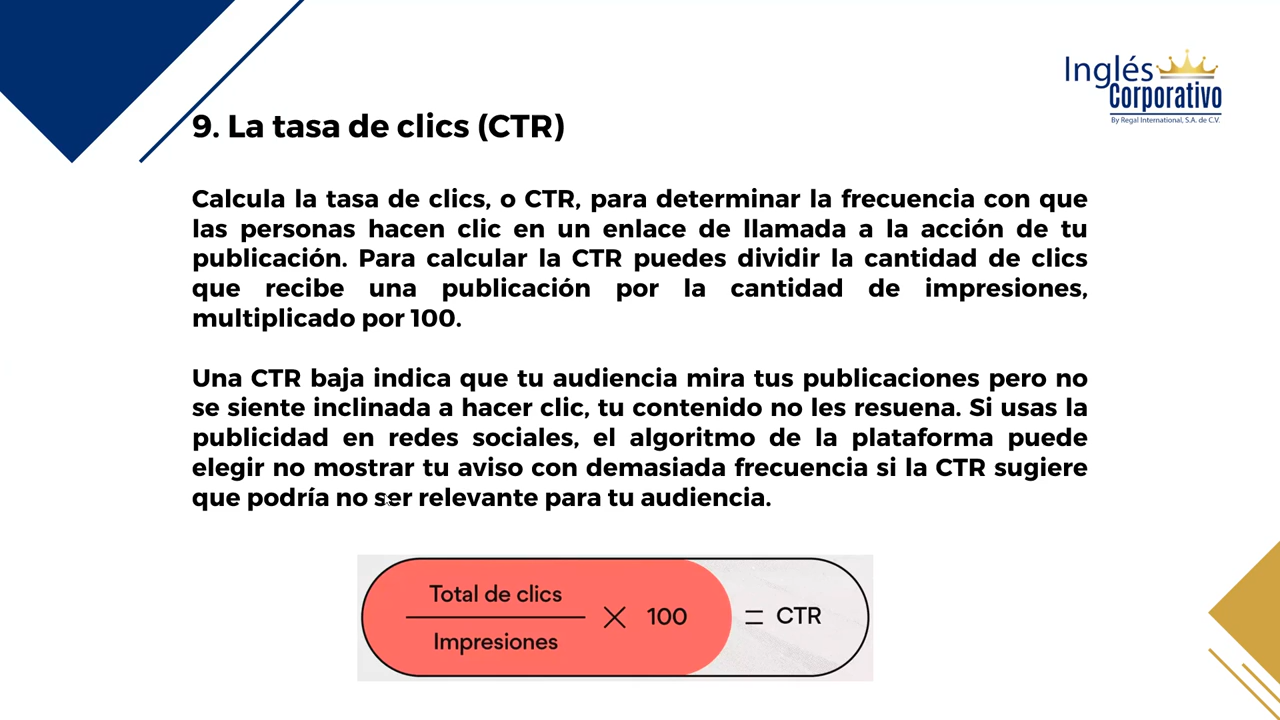 Inglés
Corporativo
By Regal International, S.A. de C.V.
9. La tasa de clics (CTR)
Calcula la tasa de clics, o CTR, para determinar la frecuencia con que
las personas hacen clic en un enlace de llamada a la acción de tu
publicación. Para calcular la CTR puedes dividir la cantidad de clics
que recibe una publicación por la cantidad de impresiones,
multiplicado por 100.
Una CTR baja indica que tu audiencia mira tus publicaciones pero no
se siente inclinada a hacer clic, tu contenido no les resuena. Si usas la
publicidad en redes sociales, el algoritmo de la plataforma puede
elegir no mostrar tu aviso con demasiada frecuencia si la CTR sugiere
que podría no ser relevante para tu audiencia.
Total de clics
Impresiones
× 100 = CTR